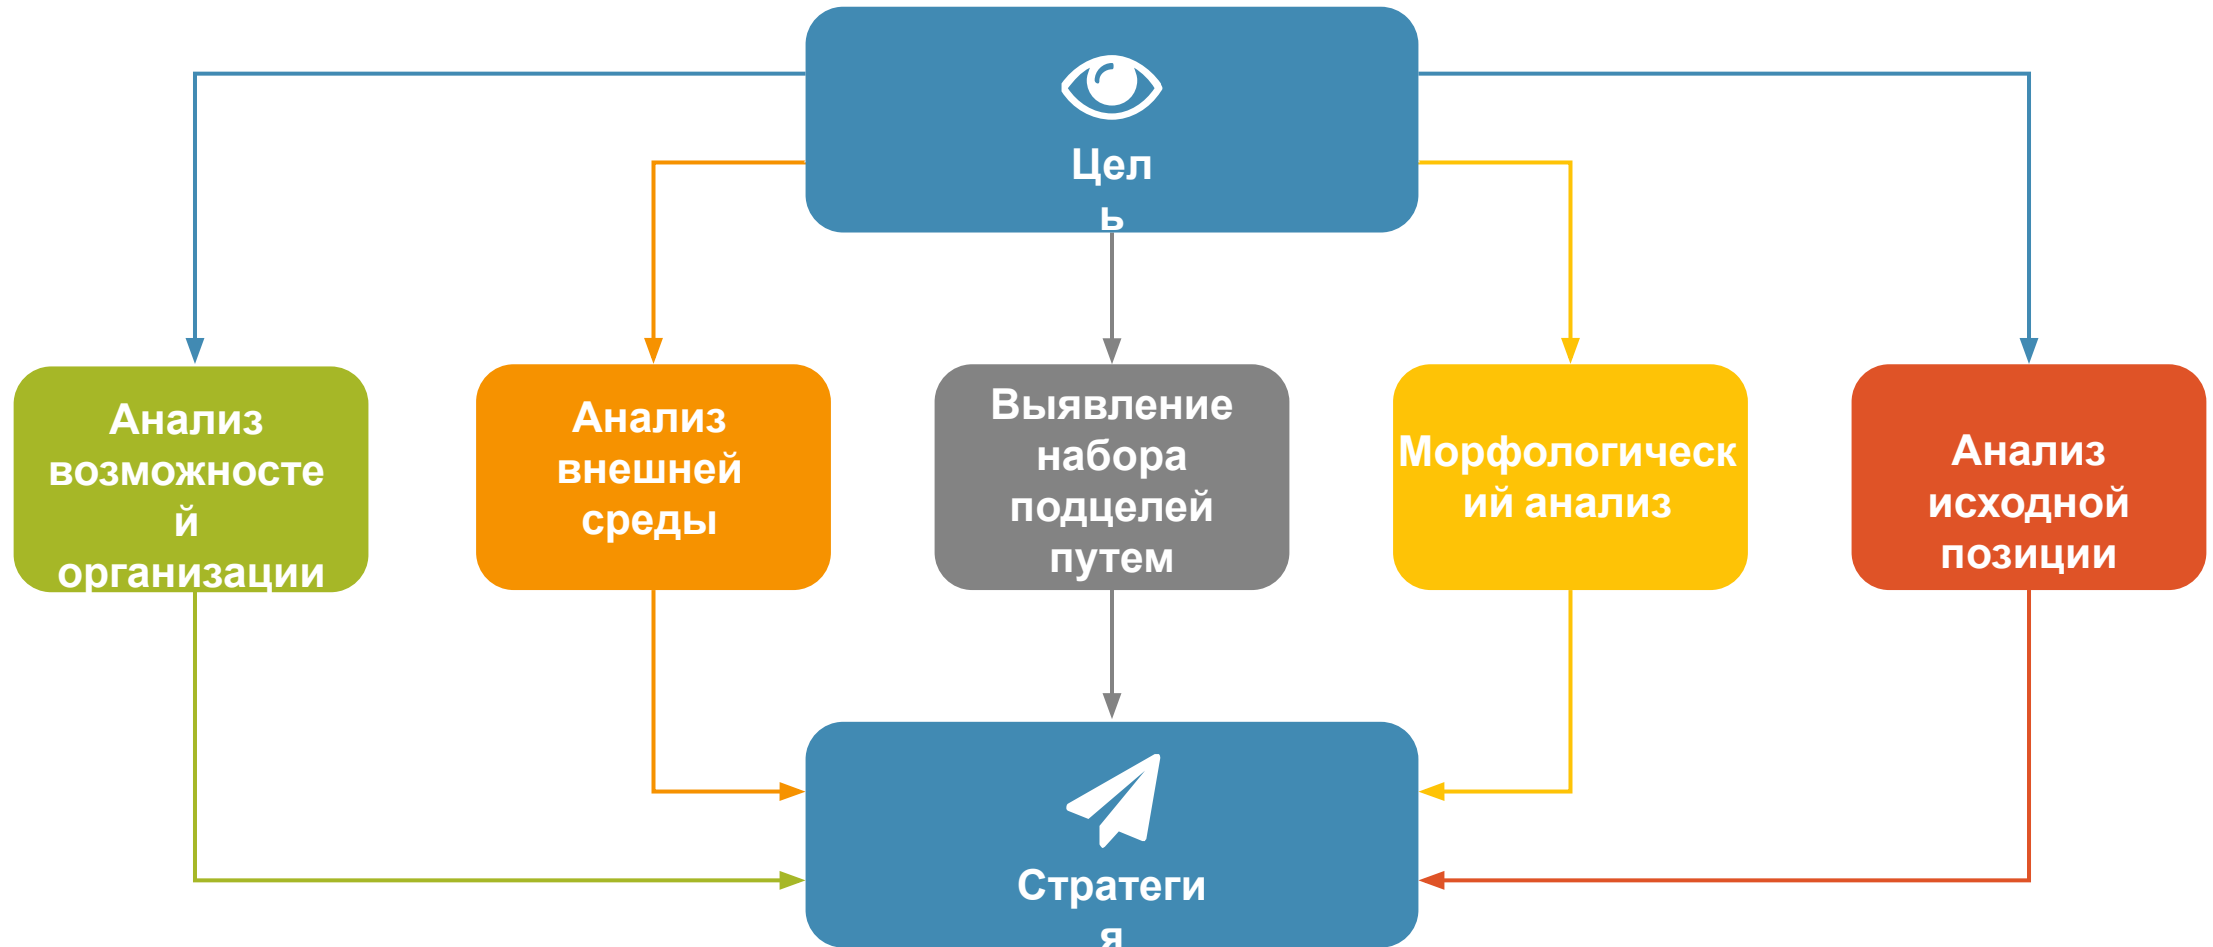 Цел
ь
Анализ
возможносте
й
организации
Анализ
внешней
среды
Выявление
набора
подцелей
путем
Морфологическ
ий анализ
Анализ
исходной
позиции
Стратеги
я